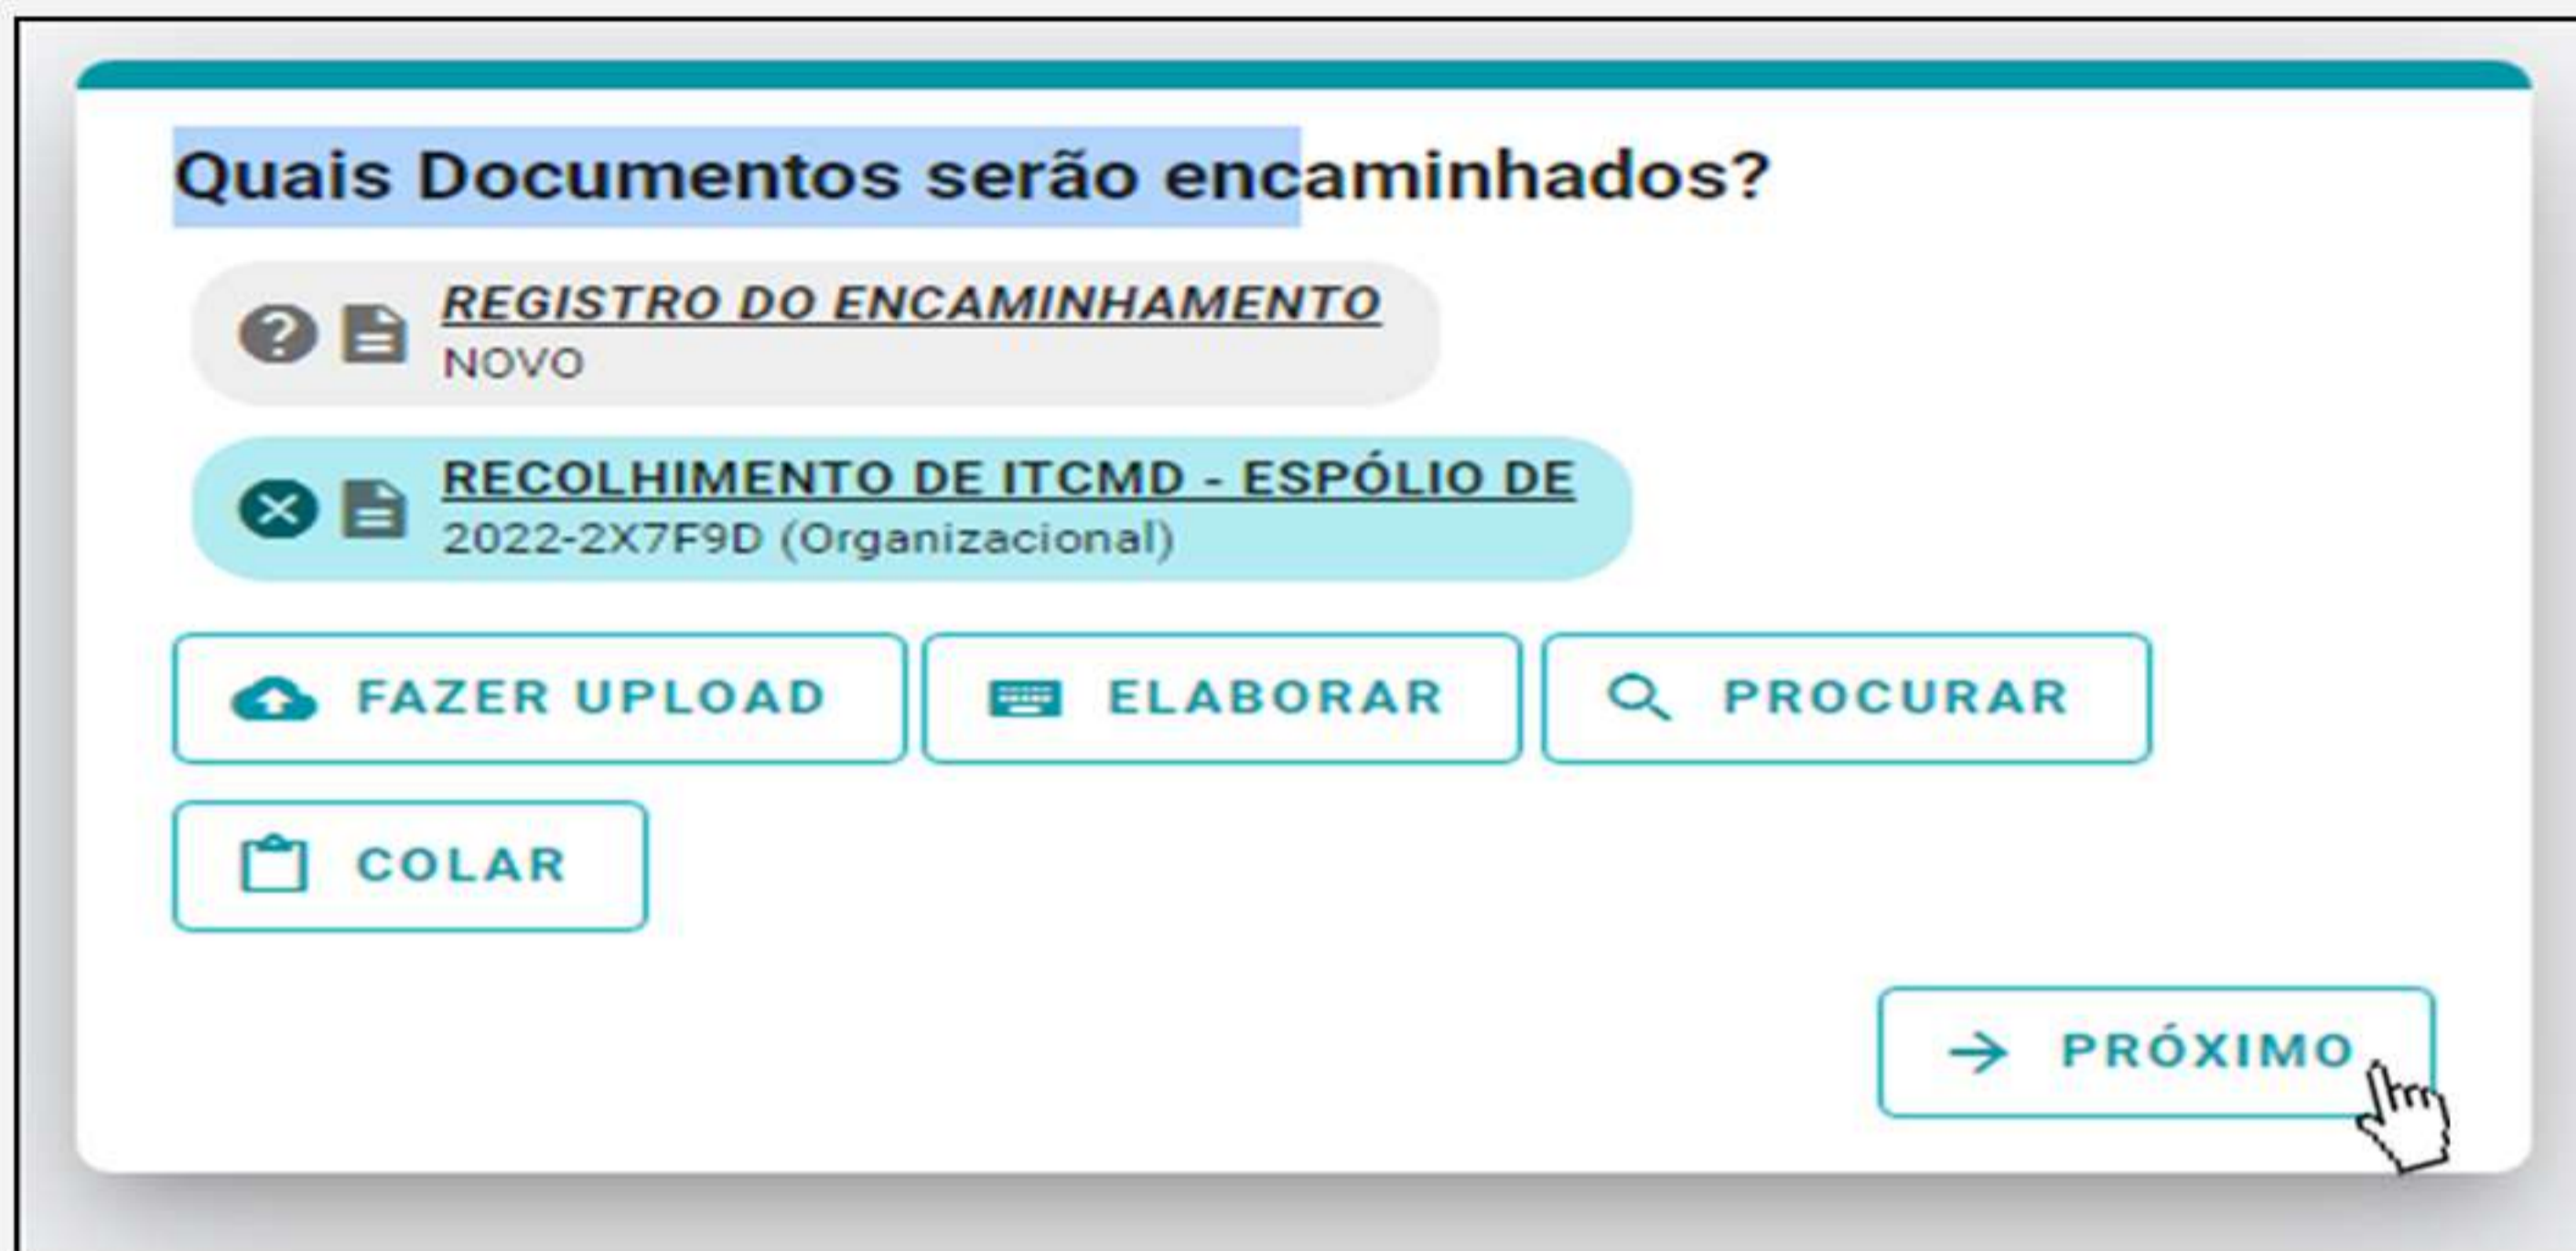 Quais Documentos serão encaminhados?
REGISTRO DO ENCAMINHAMENTO
NOVO
RECOLHIMENTO DE ITCMD - ESPÓLIO DE
2022-2X7F9D (Organizacional)
FAZER UPLOAD
ELABORAR
PROCURAR
COLAR
PRÓXIMO